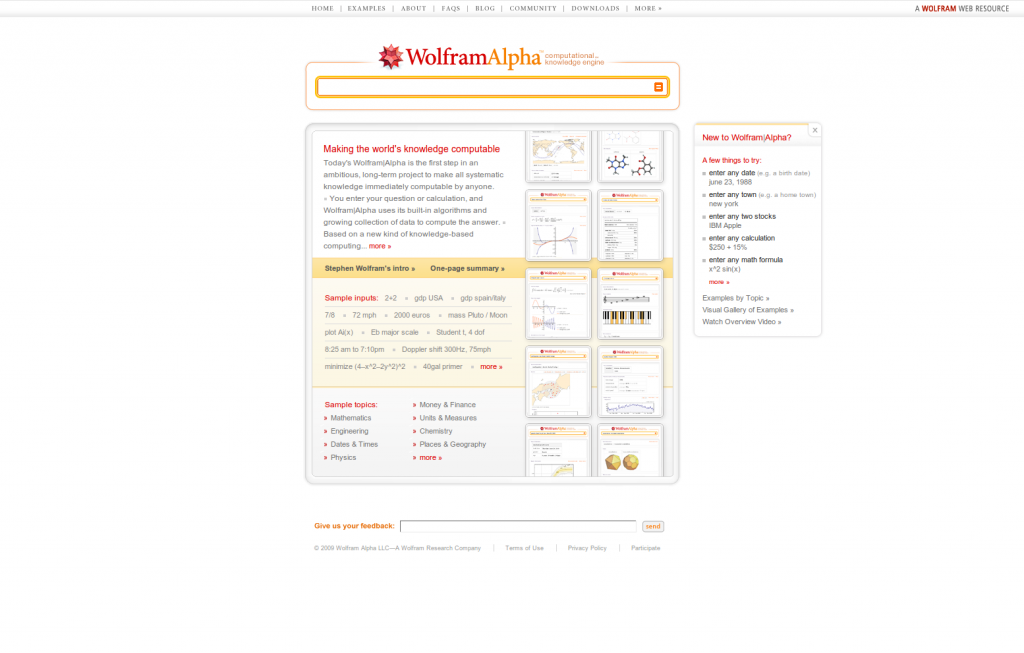 HOME | EXAMPLES | ABOUT | FAQS | BLOG | COMMUNITY | DOWNLOADS | MORE »
A WOLFRAM WEB RESOURCE
WolframAlpha™ computational
knowledge engine
Making the world's knowledge computable
Today's Wolfram|Alpha is the first step in an
ambitious, long-term project to make all systematic
knowledge immediately computable by anyone.
» You enter your question or calculation, and
Wolfram|Alpha uses its built-in algorithms and
growing collection of data to compute the answer. »
Based on a new kind of knowledge-based
computing... more »
Stephen Wolfram's intro » One-page summary »
Sample inputs: 2+2 gdp USA gdp spain/italy
7/8 72 mph 2000 euros mass Pluto / Moon
plot Ai(x) Eb major scale Student t, 4 dof
8:25 am to 7:10pm Doppler shift 300Hz, 75mph
minimize (4–x^2–2y^2)^2 40gal primer more »
Sample topics:
» Mathematics
» Engineering
» Dates & Times
» Physics
» Money & Finance
» Units & Measures
» Chemistry
» Places & Geography
» more »
New to Wolfram|Alpha? X
A few things to try:
enter any date (e.g. a birth date)
june 23, 1988
enter any town (e.g. a home town)
new york
enter any two stocks
IBM Apple
enter any calculation
$250 + 15%
enter any math formula
x^2 sin(x)
more »
Examples by Topic »
Visual Gallery of Examples »
Watch Overview Video »
Give us your feedback: send
© 2009 Wolfram Alpha LLC—A Wolfram Research Company | Terms of Use | Privacy Policy | Participate